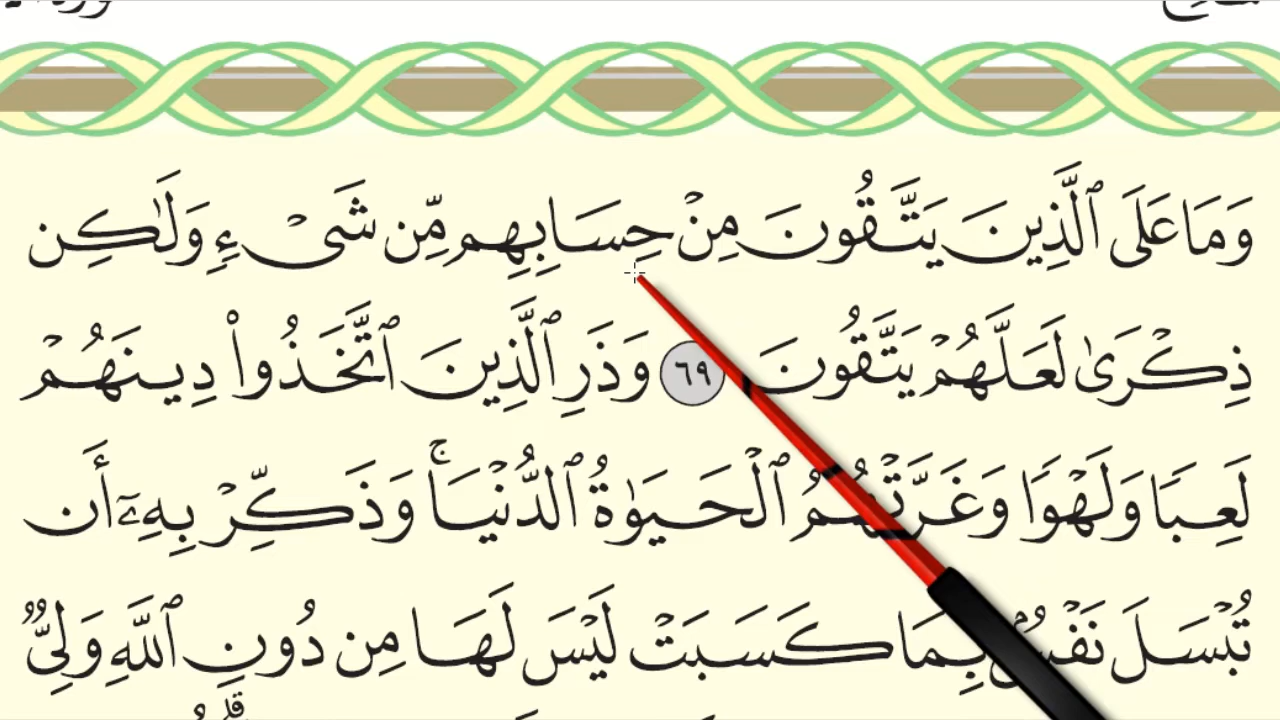 وَمَا عَلَى ٱلَّذِينَ يَتَّقُونَ مِنْ حِسَابِهِم مِّن شَىْءٍ وَلَٰكِن
ذِكْرَىٰ لَعَلَّهُمْ يَتَّقُونَ ٦٩ وَذَرِ ٱلَّذِينَ ٱتَّخَذُوا۟ دِينَهُمْ
لَعِبًا وَلَهْوًا وَغَرَّتْهُمُ ٱلْحَيَوٰةُ ٱلدُّنْيَا ۚ وَذَكِّرْ بِهِۦٓ أَن
تُبْسَلَ نَفْسٌۢ بِمَا كَسَبَتْ لَيْسَ لَهَا مِن دُونِ ٱللَّهِ وَلِىٌّ